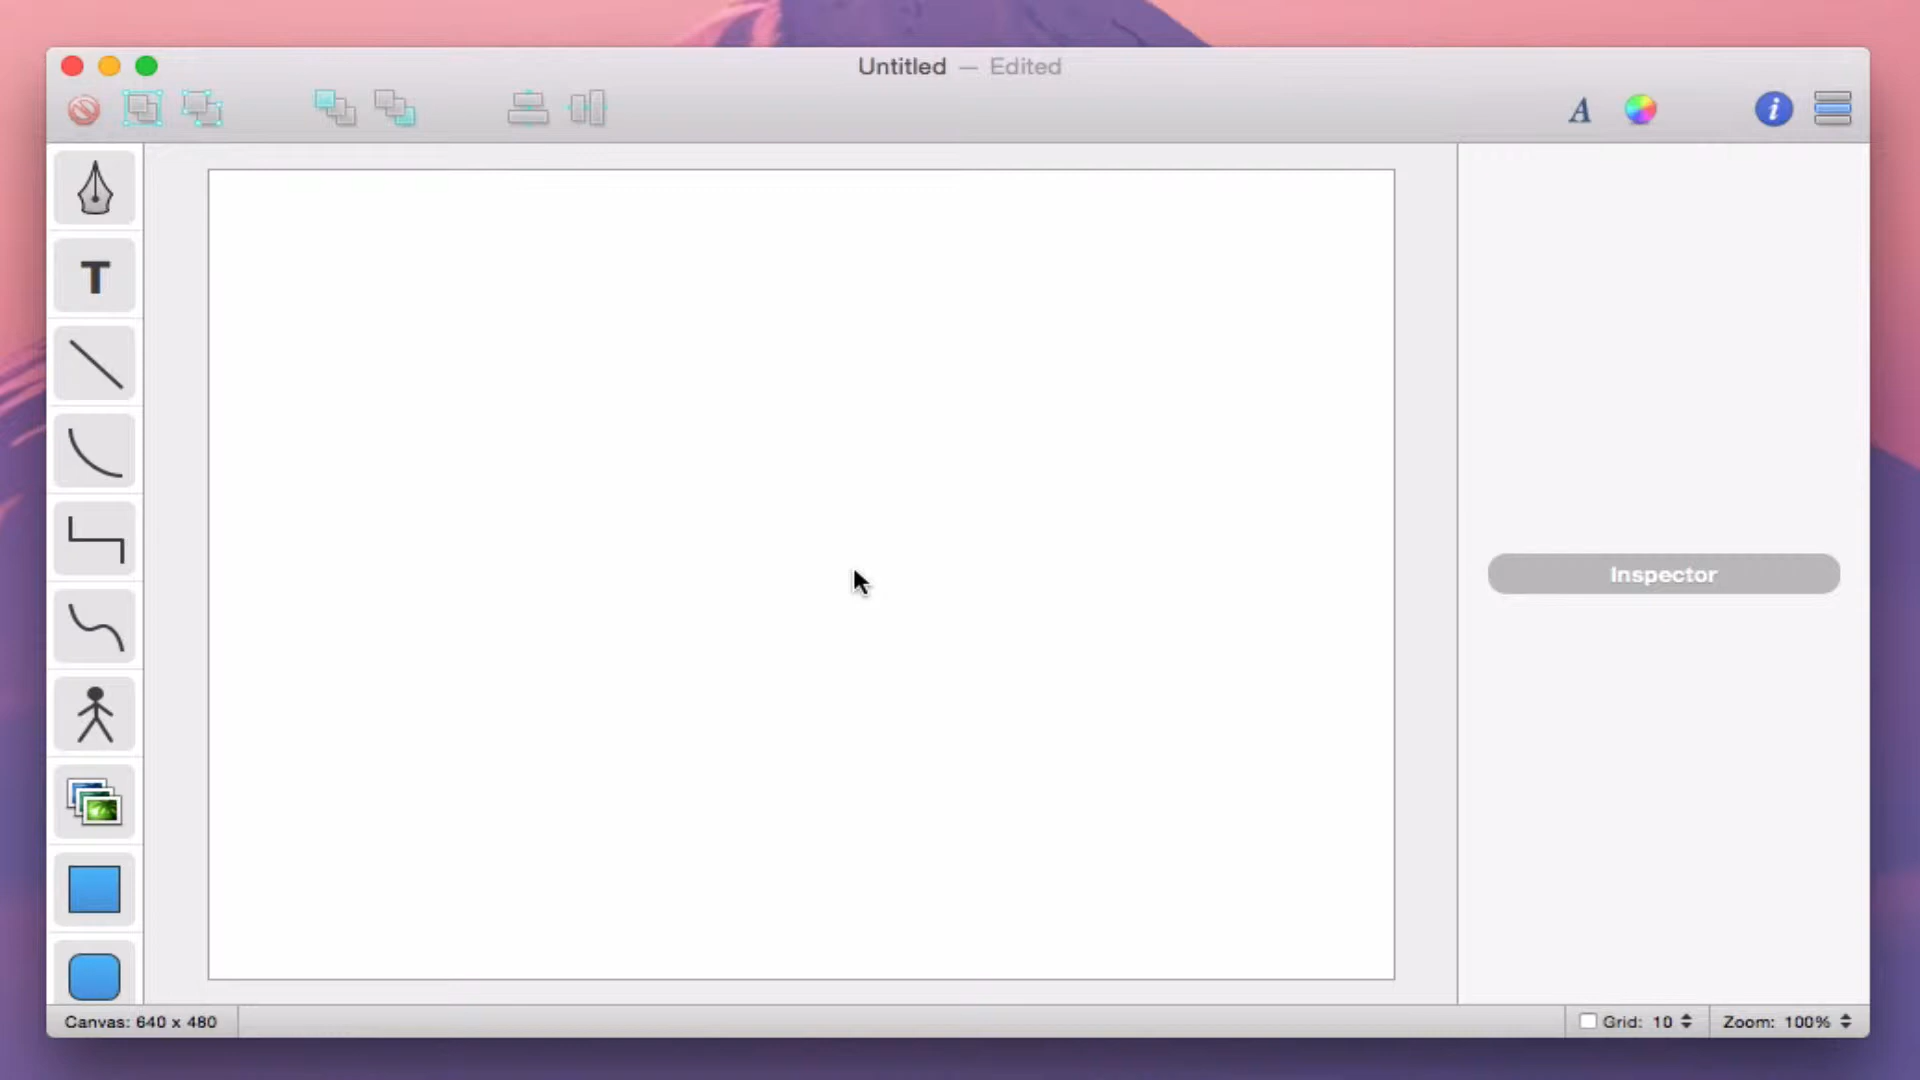 Untitled — Edited
A
i
T
Inspector
Canvas: 640 x 480
Grid: 10
Zoom: 100%